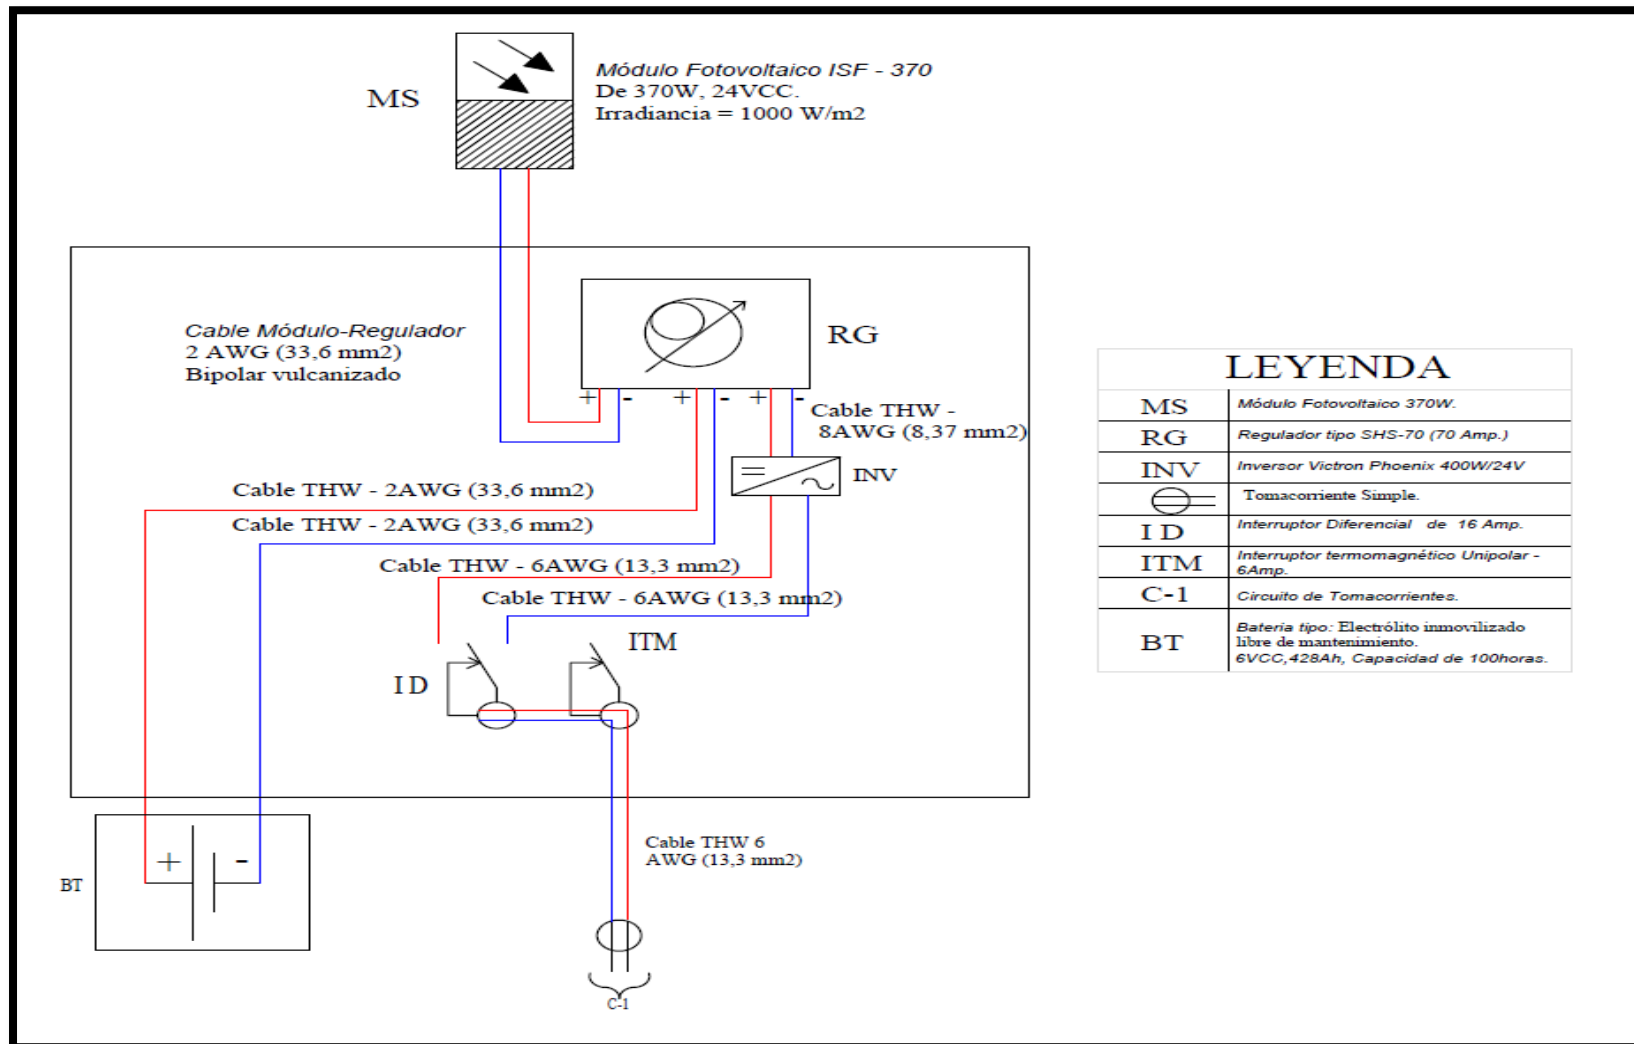 MS
Módulo Fotovoltaico ISF - 370
De 370W, 24VCC.
Irradiancia = 1000 W/m2
Cable Módulo-Regulador
2 AWG (33,6 mm2)
Bipolar vulcanizado
RG
+ - + - + -
Cable THW -
8AWG (8,37 mm2)
INV
Cable THW - 2AWG (33,6 mm2)
Cable THW - 2AWG (33,6 mm2)
Cable THW - 6AWG (13,3 mm2)
Cable THW - 6AWG (13,3 mm2)
ITM
I D
+ -
BT
Cable THW 6
AWG (13,3 mm2)
C-1
LEYENDA
MS Módulo Fotovoltaico 370W.
RG Regulador tipo SHS-70 (70 Amp.)
INV Inversor Victron Phoenix 400W/24V
Tomacorriente Simple.
I D Interruptor Diferencial de 16 Amp.
ITM Interruptor termomagnético Unipolar -
6Amp.
C-1 Circuito de Tomacorrientes.
BT Bateria tipo: Electrólito inmovilizado
libre de mantenimiento.
6VCC,428Ah, Capacidad de 100horas.